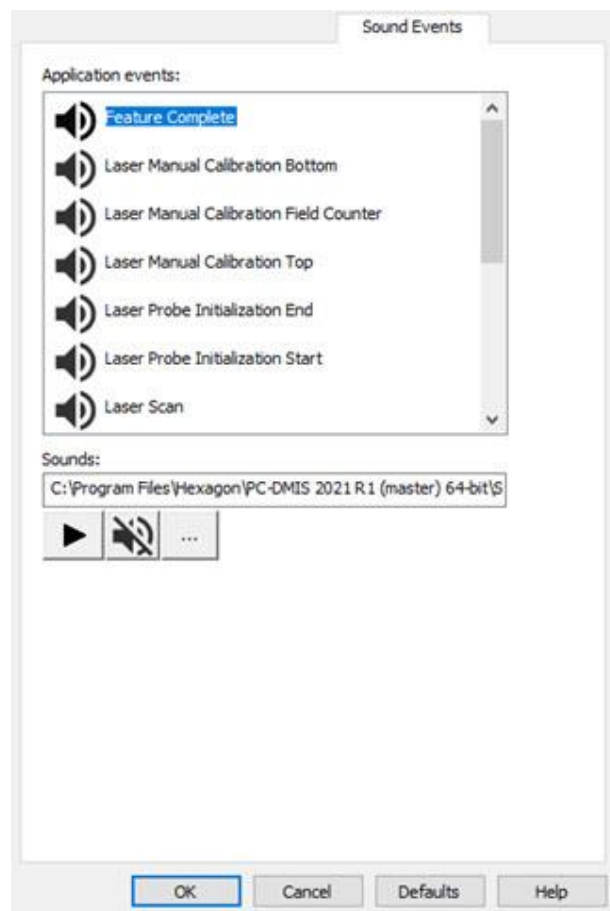 Sound Events
Application events:
Feature Complete
Laser Manual Calibration Bottom
Laser Manual Calibration Field Counter
Laser Manual Calibration Top
Laser Probe Initialization End
Laser Probe Initialization Start
Laser Scan
Sounds:
C:\Program Files\Hexagon\PC-DMIS 2021 R1 (master) 64-bit\S
...
OK Cancel Defaults Help